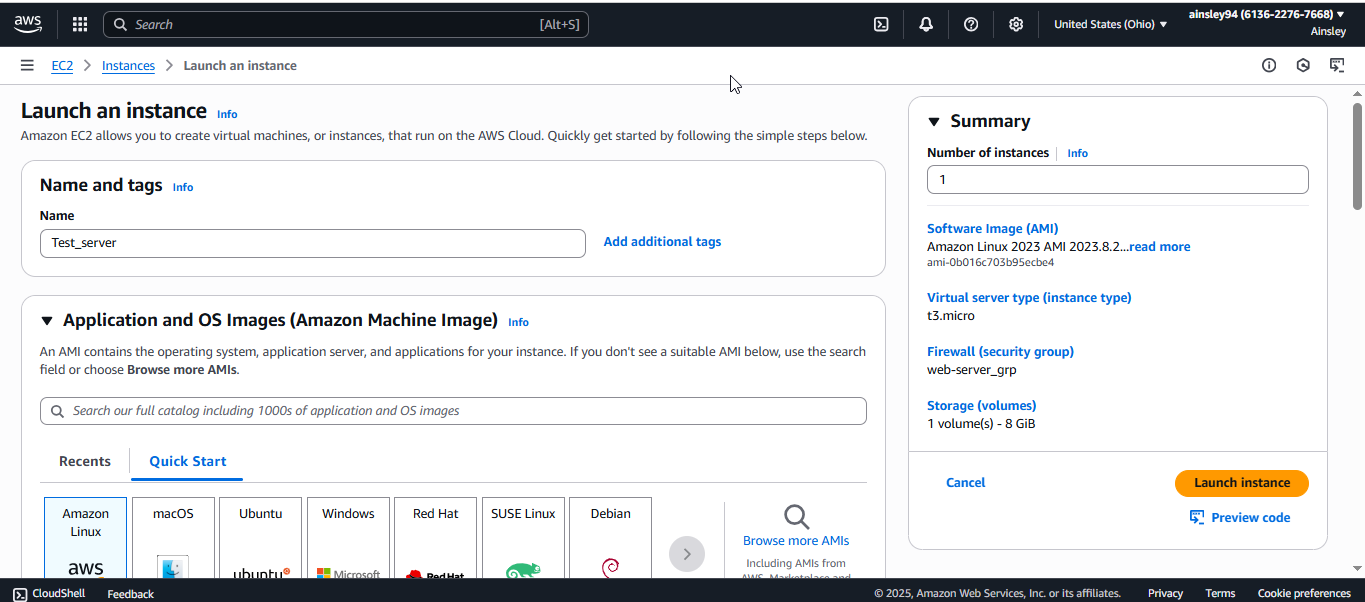 aws
Search
[Alt+S]
United States (Ohio)
ainsley94 (6136-2276-7668)
Ainsley
EC2
Instances
Launch an instance
Launch an instance
Info
Amazon EC2 allows you to create virtual machines, or instances, that run on the AWS Cloud. Quickly get started by following the simple steps below.
Name and tags
Info
Name
Test_server
Add additional tags
Application and OS Images (Amazon Machine Image)
Info
An AMI contains the operating system, application server, and applications for your instance. If you don't see a suitable AMI below, use the search
field or choose Browse more AMIs.
Search our full catalog including 1000s of application and OS images
Recents
Quick Start
Amazon
Linux
aws
macOS
Ubuntu
ubuntu
Windows
Microsoft
Red Hat
Red Hat
SUSE Linux
Debian
Browse more AMIs
Including AMIs from
AWS, Marketplace and
Summary
Number of instances
Info
1
Software Image (AMI)
Amazon Linux 2023 AMI 2023.8.2...read more
ami-0b016c703b95ecbe4
Virtual server type (instance type)
t3.micro
Firewall (security group)
web-server_grp
Storage (volumes)
1 volume(s) - 8 GiB
Cancel
Launch instance
Preview code
CloudShell
Feedback
© 2025, Amazon Web Services, Inc. or its affiliates.
Privacy
Terms
Cookie preferences